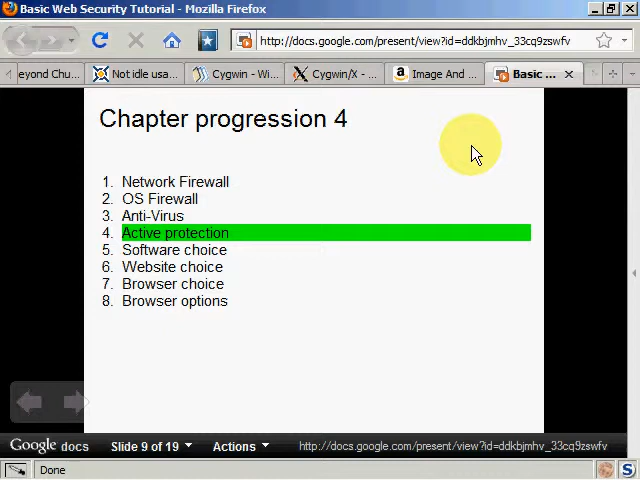 Basic Web Security Tutorial - Mozilla Firefox
http://docs.google.com/present/view?id=ddkbjmhv_33cq9zswfv
eyond Chu...
Not idle usa...
Cygwin - Wi...
Cygwin/X - ...
Image And ...
Basic ...
Chapter progression 4
1. Network Firewall
2. OS Firewall
3. Anti-Virus
4. Active protection
5. Software choice
6. Website choice
7. Browser choice
8. Browser options
Google docs
Slide 9 of 19
Actions
http://docs.google.com/present/view?id=ddkbjmhv_33cq9zswfv
Done